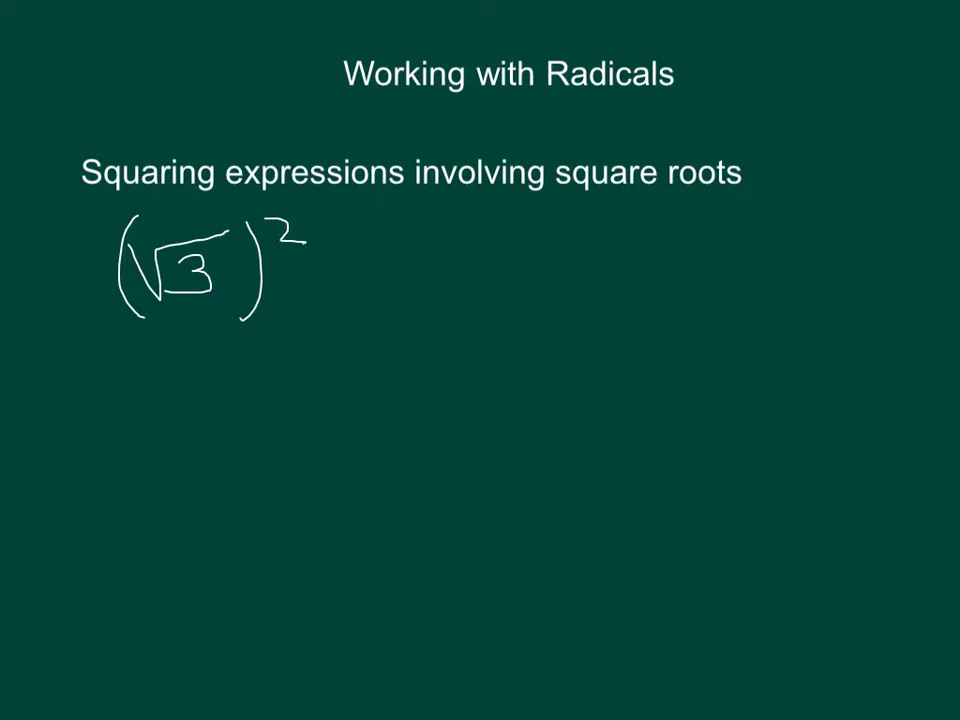 Working with Radicals
Squaring expressions involving square roots
(√3)²